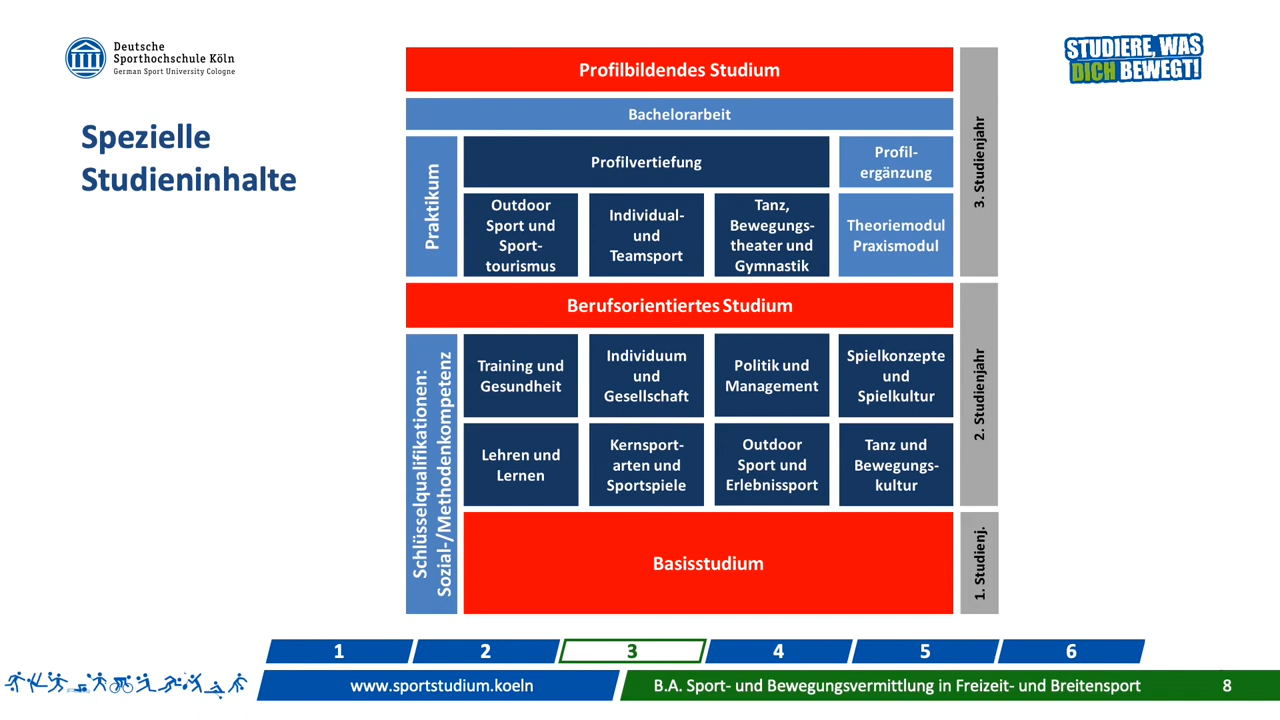 Deutsche
Sporthochschule Köln
German Sport University Cologne
STUDIERE, WAS
DICH BEWEGT!
Spezielle
Studieninhalte
Profilbildendes Studium
Bachelorarbeit
Praktikum
Profilvertiefung
Profil-
ergänzung
Outdoor
Sport und
Sport-
tourismus
Individual-
und
Teamsport
Tanz,
Bewegungs-
theater und
Gymnastik
Theoriemodul
Praxismodul
3. Studienjahr
Berufsorientiertes Studium
Schlüsselqualifikationen:
Sozial-/Methodenkompetenz
Training und
Gesundheit
Individuum
und
Gesellschaft
Politik und
Management
Spielkonzepte
und
Spielkultur
Lehren und
Lernen
Kernsport-
arten und
Sportspiele
Outdoor
Sport und
Erlebnissport
Tanz und
Bewegungs-
kultur
2. Studienjahr
Basisstudium
1. Studienj.
1 2 3 4 5 6
www.sportstudium.koeln
B.A. Sport- und Bewegungsvermittlung in Freizeit- und Breitensport
8